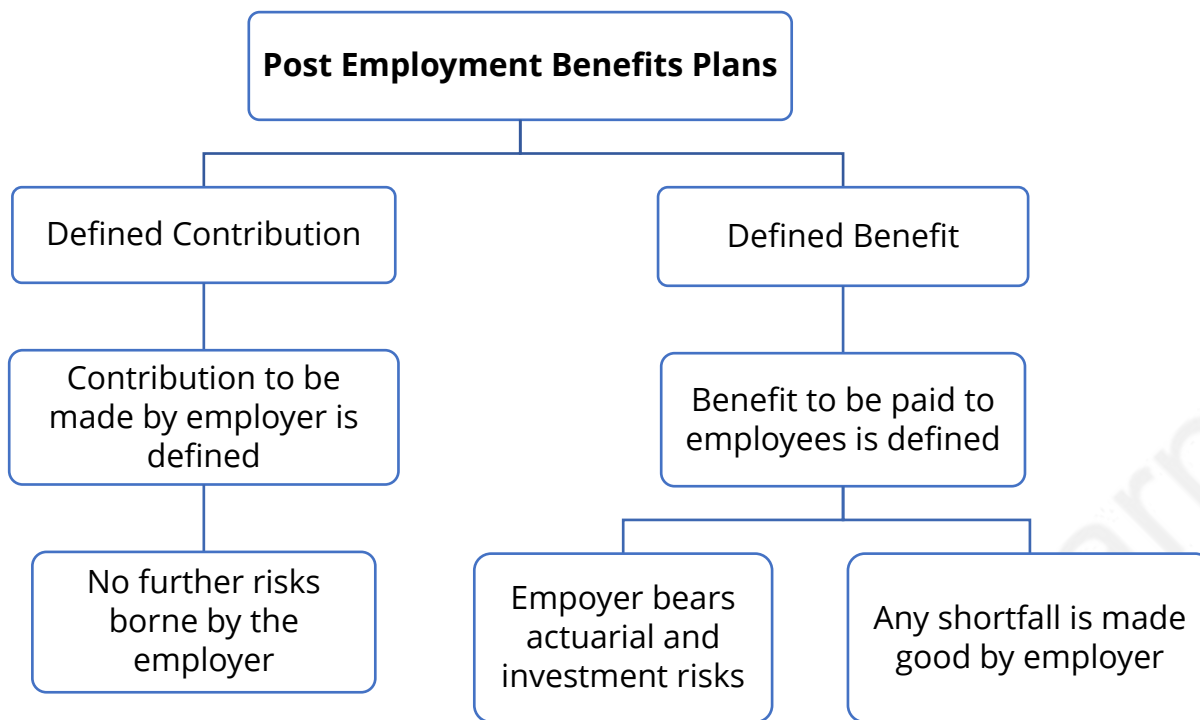 Post Employment Benefits Plans
Defined Contribution
Defined Benefit
Contribution to be
made by employer is
defined
Benefit to be paid to
employees is defined
No further risks
borne by the
employer
Empoyer bears
actuarial and
investment risks
Any shortfall is made
good by employer